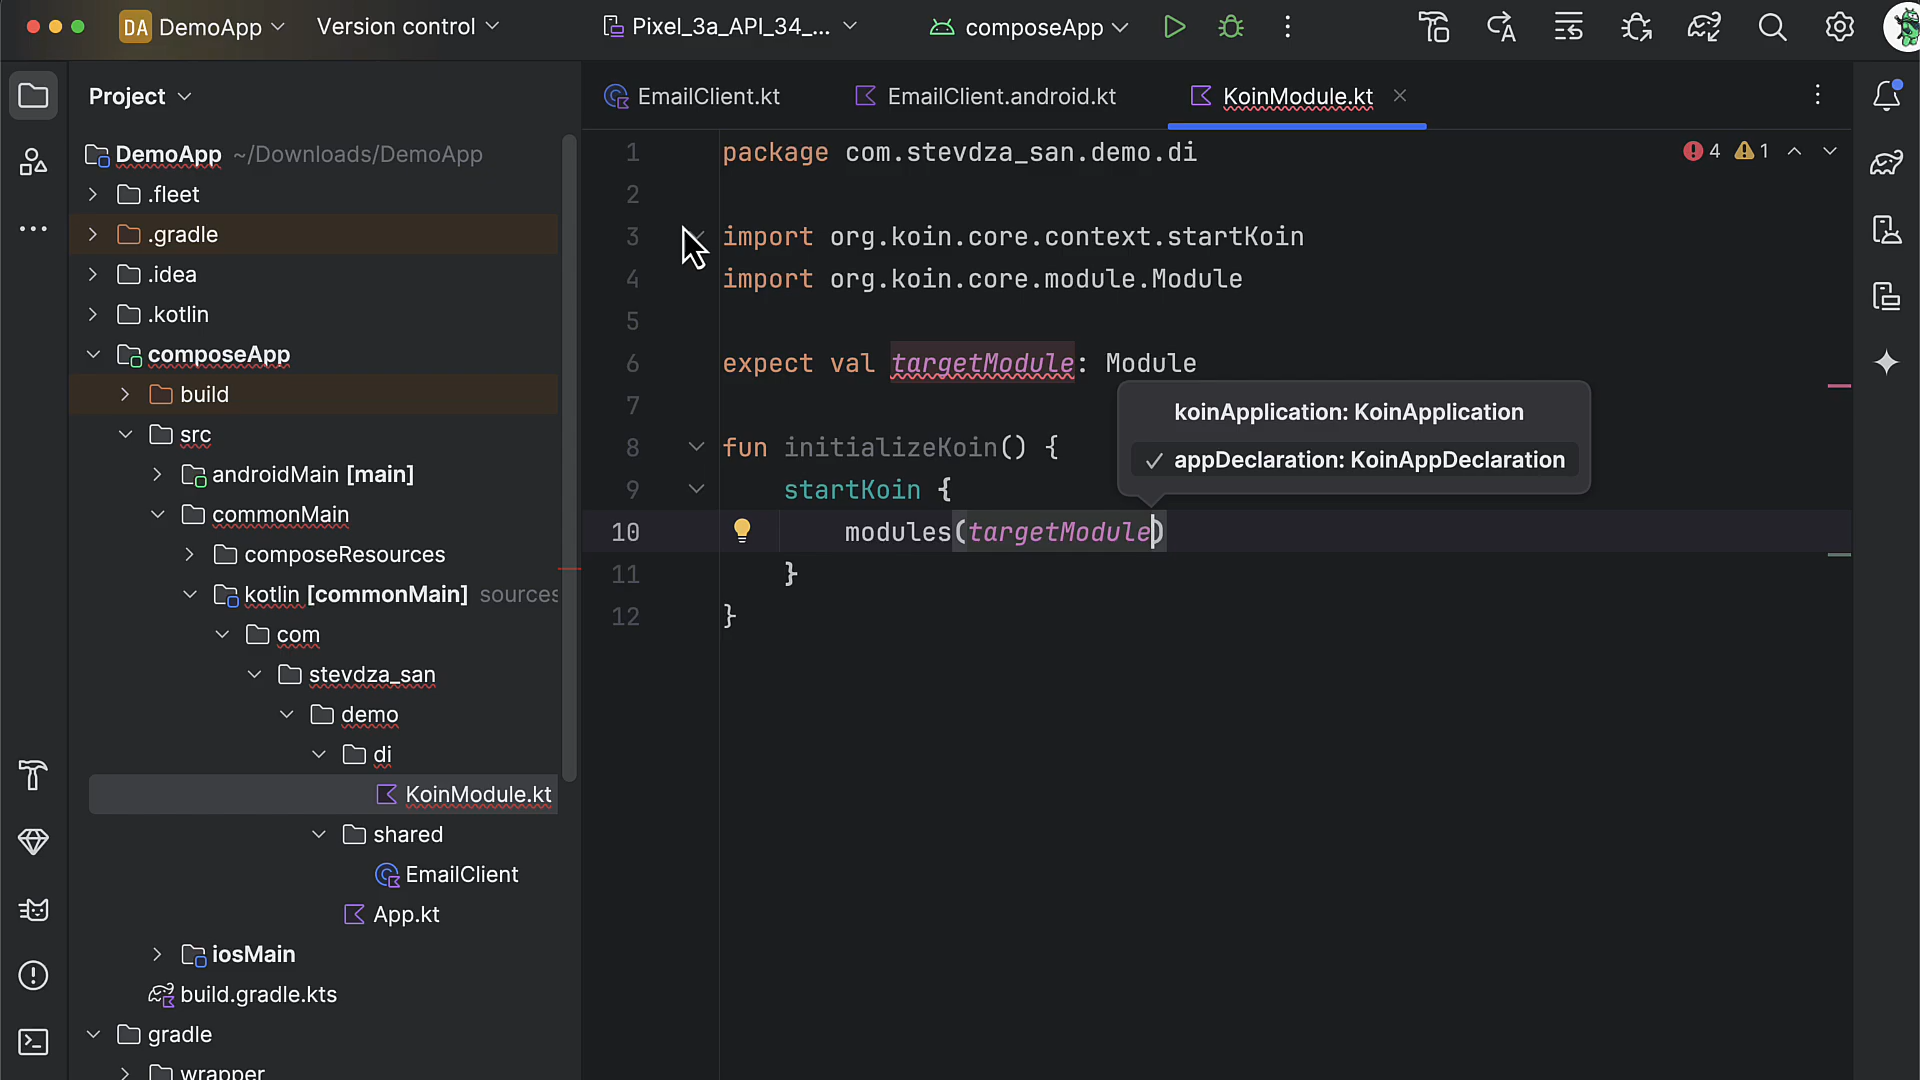 DA DemoApp Version control Pixel_3a_API_34_... composeApp
Project
EmailClient.kt EmailClient.android.kt KoinModule.kt
DemoApp ~/Downloads/DemoApp
.fleet
.gradle
.idea
.kotlin
composeApp
build
src
androidMain [main]
commonMain
composeResources
kotlin [commonMain] sources
com
stevdza_san
demo
di
KoinModule.kt
shared
EmailClient
App.kt
iosMain
build.gradle.kts
gradle
wrapper
4 1
1 package com.stevdza_san.demo.di
2
3 import org.koin.core.context.startKoin
4 import org.koin.core.module.Module
5
6 expect val targetModule: Module
7
koinApplication: KoinApplication
appDeclaration: KoinAppDeclaration
8 fun initializeKoin() {
9 startKoin {
10 modules(targetModule)
11 }
12 }